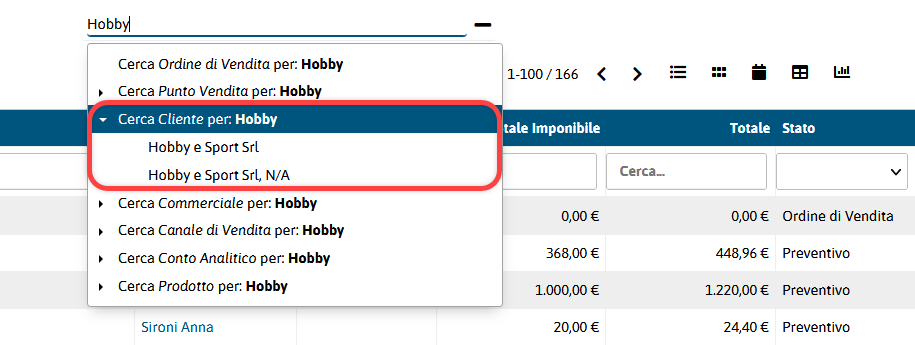 Hobby
Cerca Ordine di Vendita per: Hobby
Cerca Punto Vendita per: Hobby
Cerca Cliente per: Hobby
Hobby e Sport Srl
Hobby e Sport Srl, N/A
Cerca Commerciale per: Hobby
Cerca Canale di Vendita per: Hobby
Cerca Conto Analitico per: Hobby
Cerca Prodotto per: Hobby
1-100 / 166
Imponibile Totale Stato
Cerca...
0,00 € 0,00 € Ordine di Vendita
368,00 € 448,96 € Preventivo
1.000,00 € 1.220,00 € Preventivo
Sironi Anna 20,00 € 24,40 € Preventivo